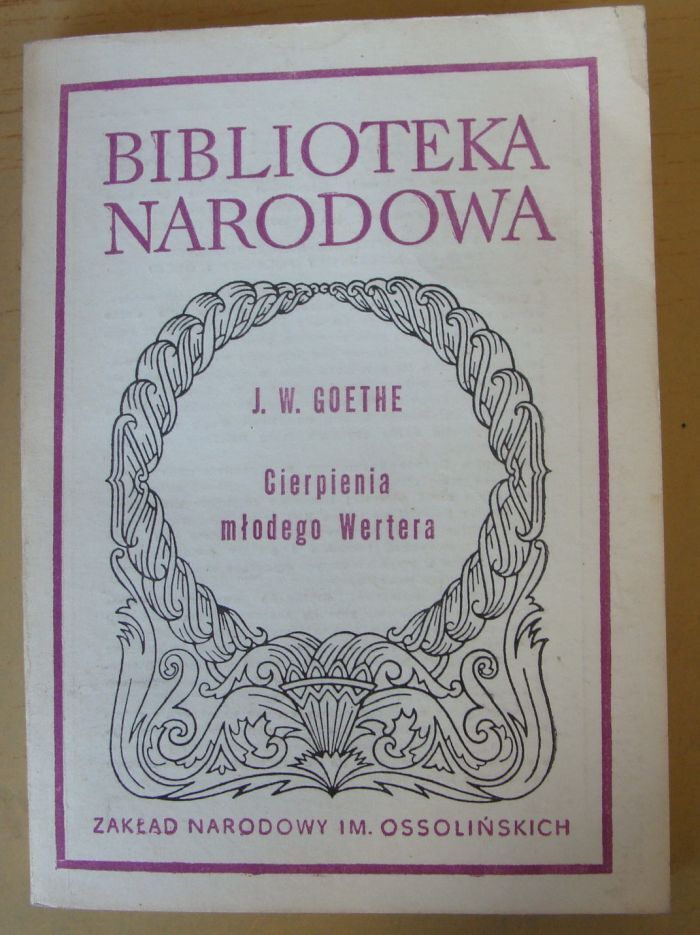 BIBLIOTEKA
NARODOWA
J. W. GOETHE
Cierpienia
młodego Wertera
ZAKŁAD NARODOWY IM. OSSOLIŃSKICH